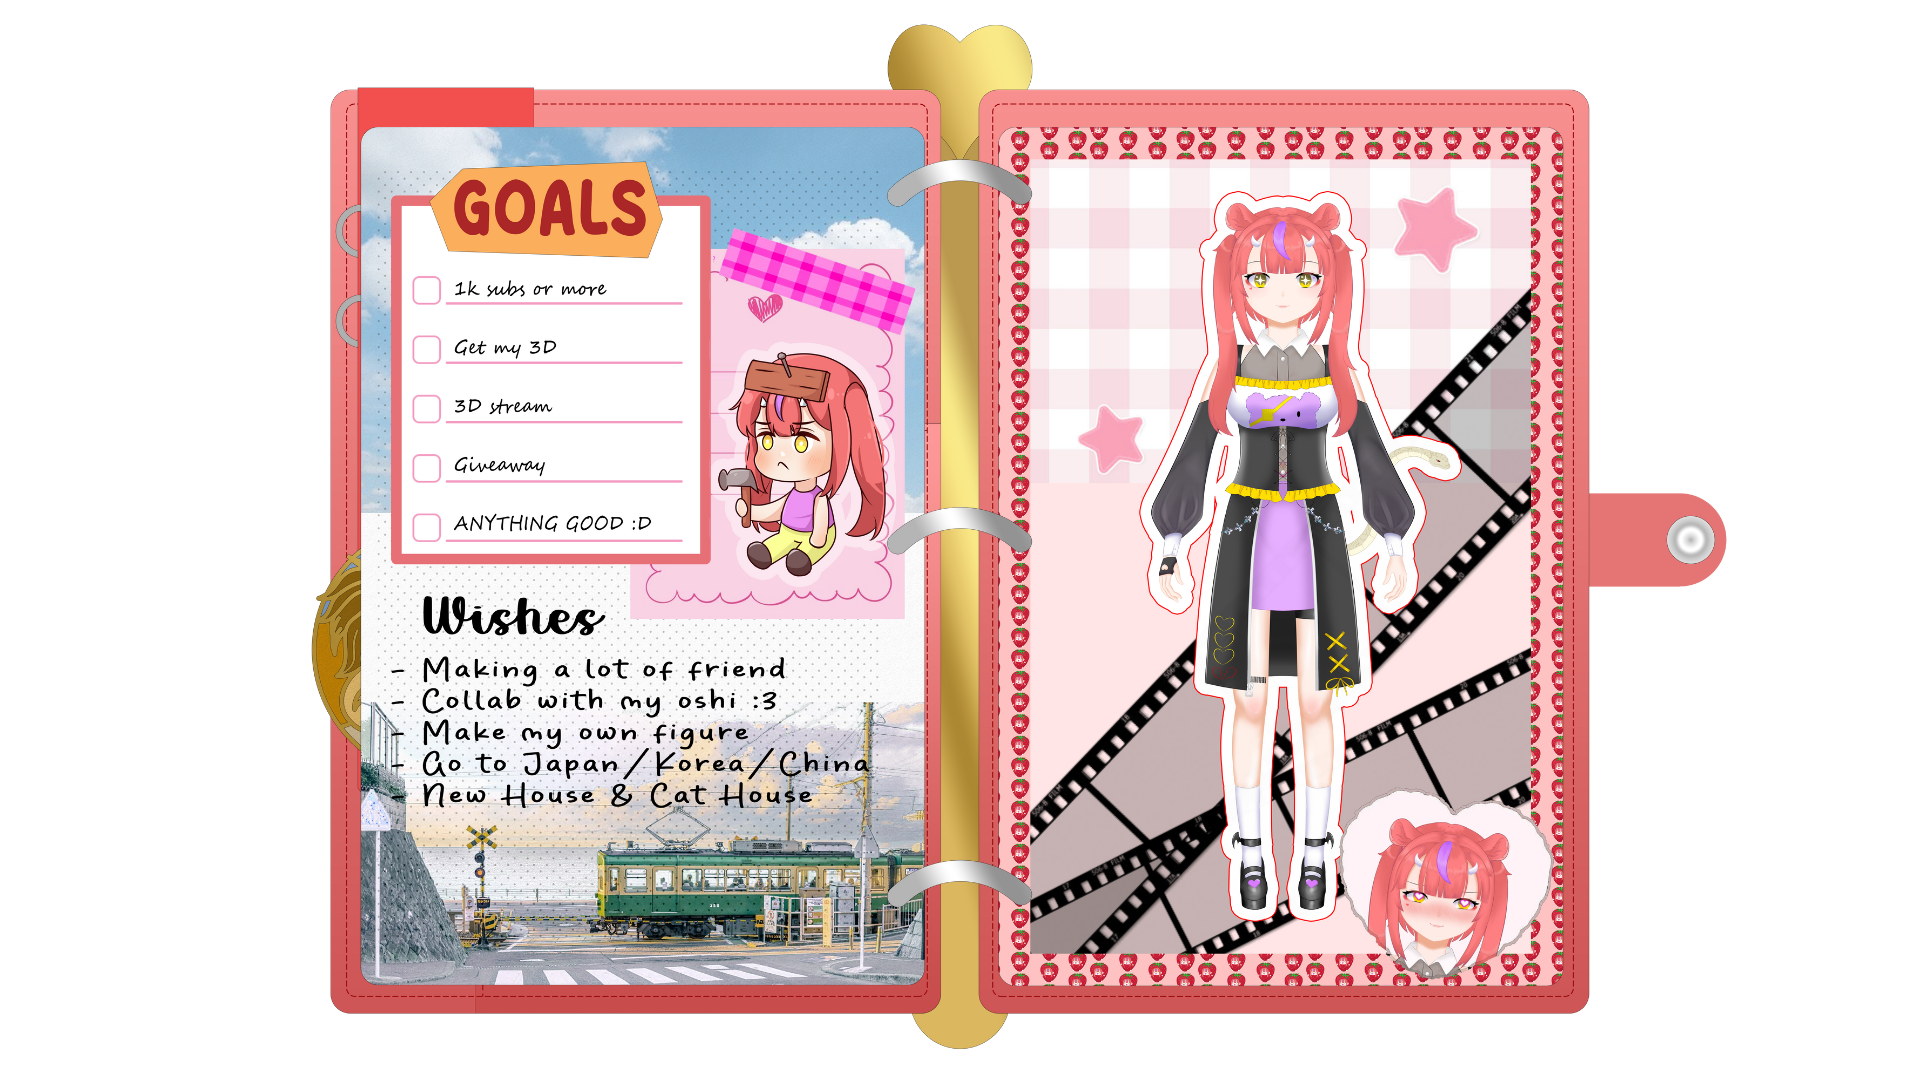 GOALS
1k subs or more
Get my 3D
3D stream
Giveaway
ANYTHING GOOD :D
Wishes
- Making a lot of friend
- Collab with my oshi :3
- Make my own figure
- Go to Japan/Korea/China
- New House & Cat House